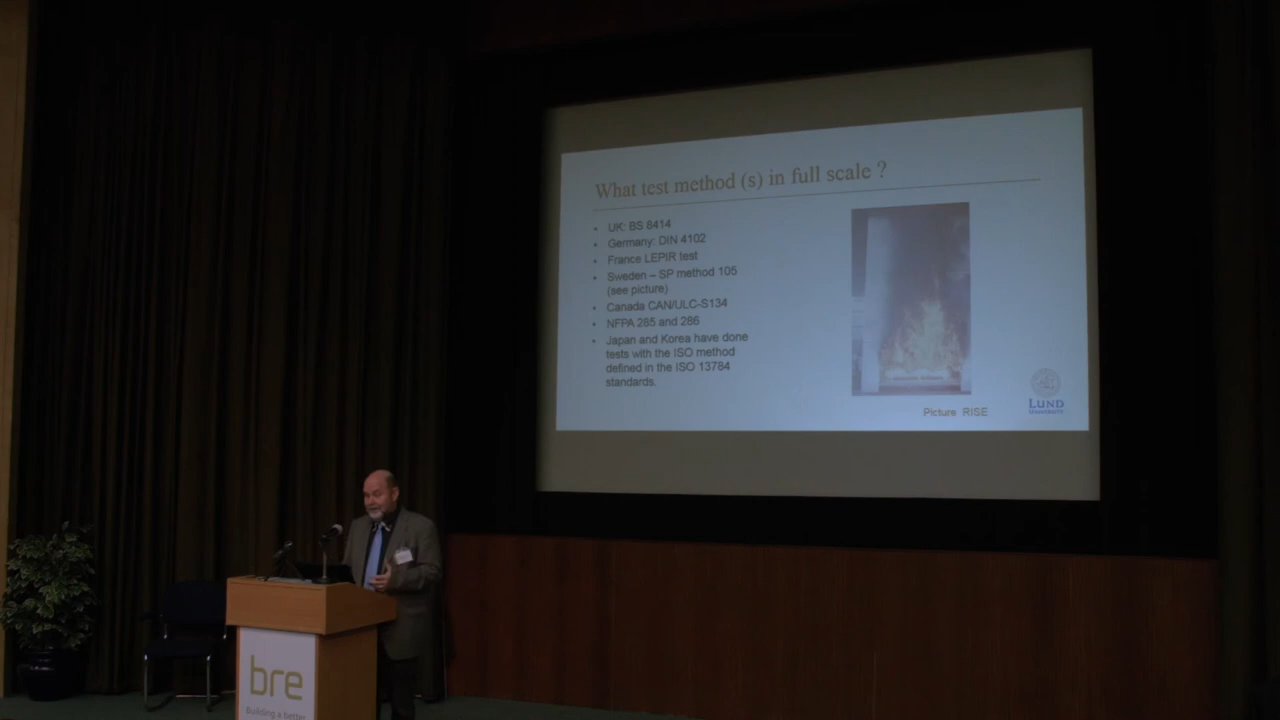 What test method (s) in full scale ?
• UK: BS 8414
• Germany: DIN 4102
• France LEPIR test
• Sweden – SP method 105
(see picture)
• Canada CAN/ULC-S134
• NFPA 285 and 286
• Japan and Korea have done
tests with the ISO method
defined in the ISO 13784
standards.
Picture RISE
LUND
UNIVERSITY
bre
Building a better